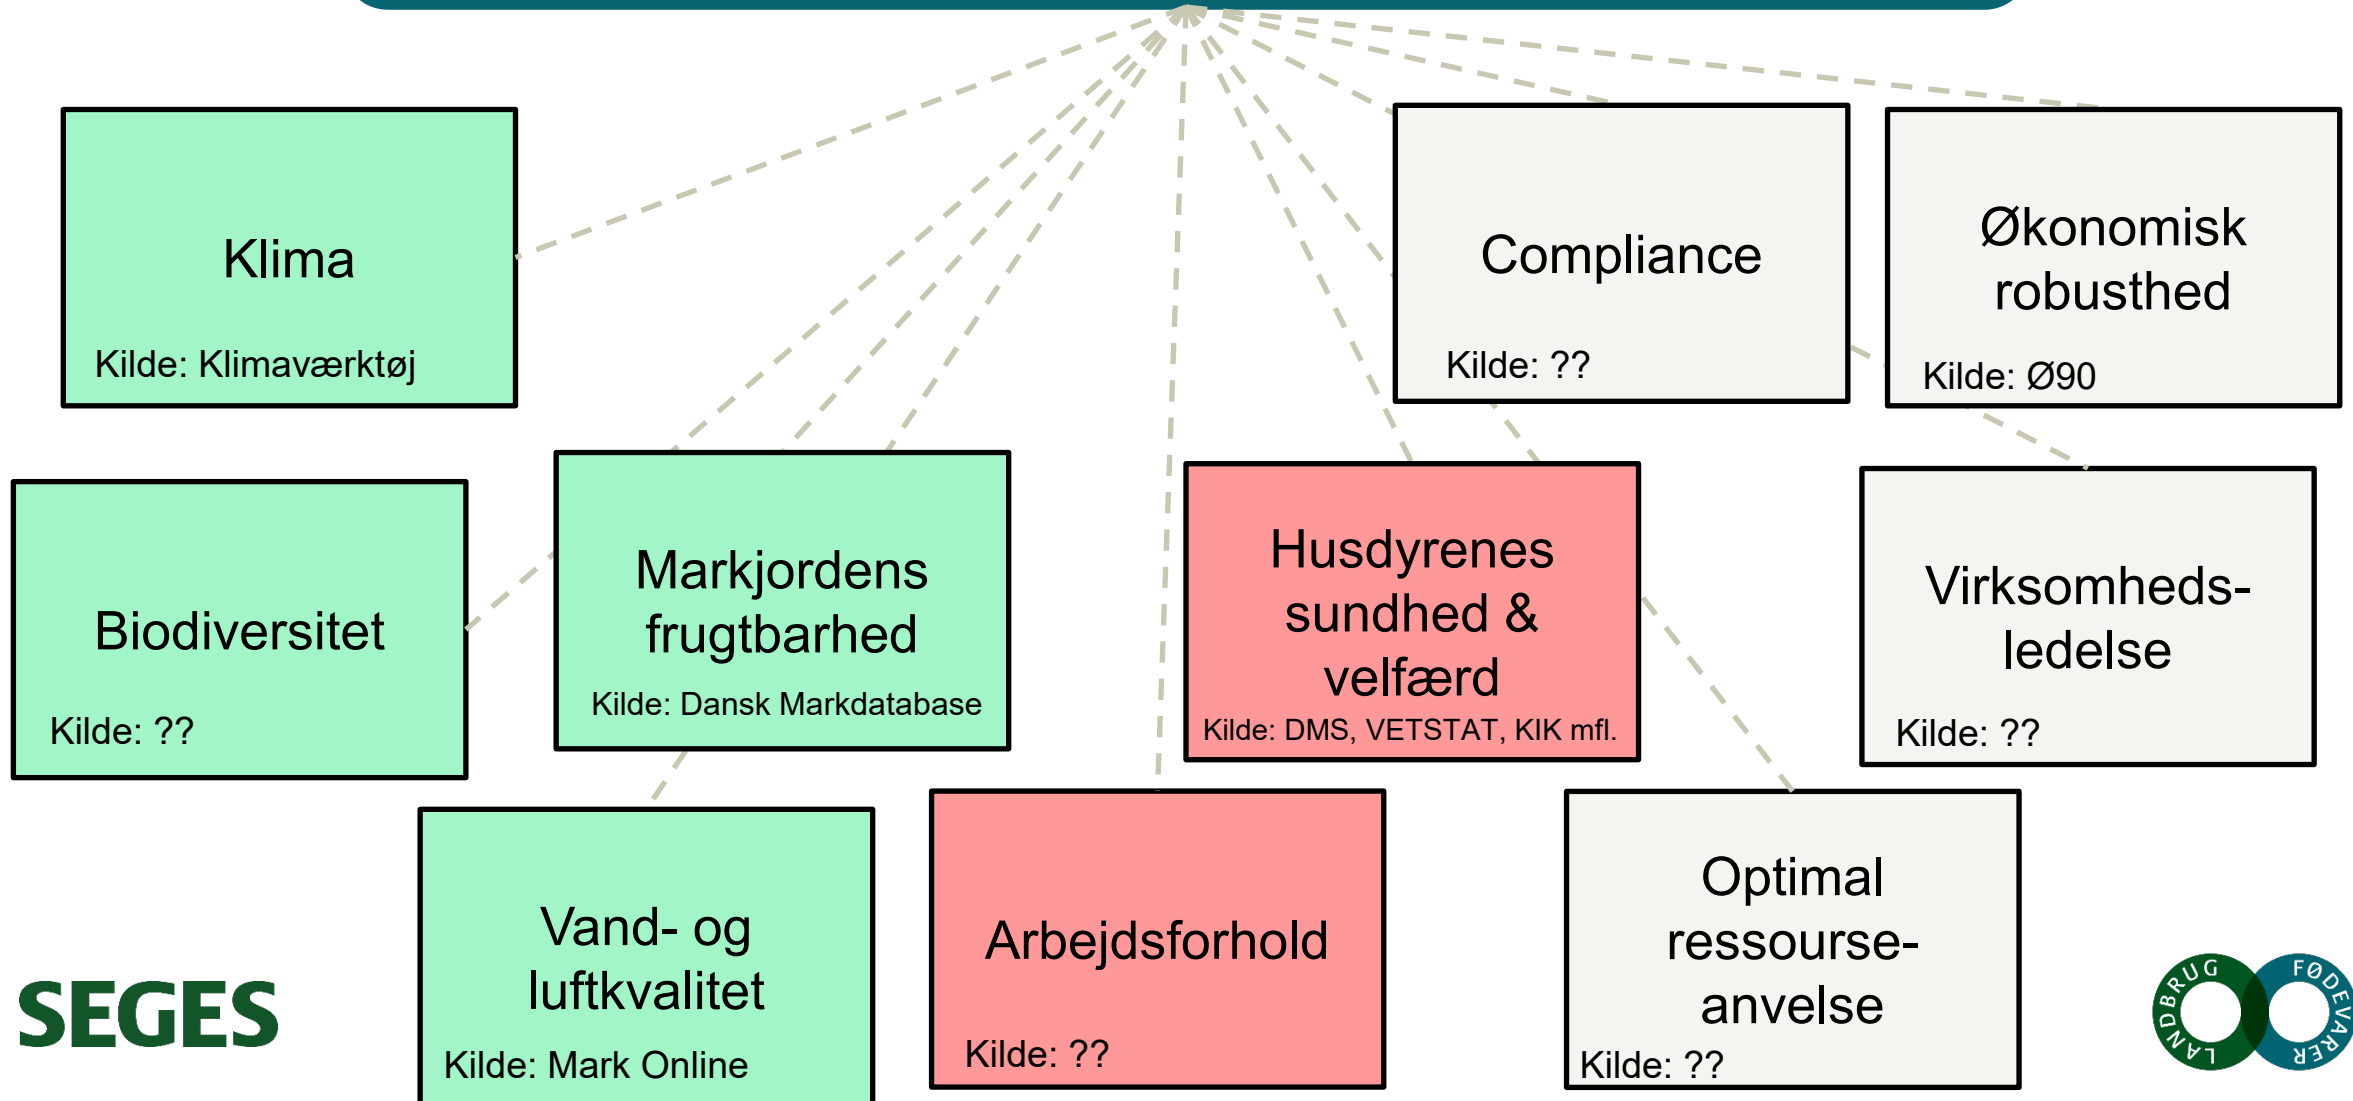 Klima
Kilde: Klimaværktøj
Compliance
Kilde: ??
Økonomisk
robusthed
Kilde: Ø90
Biodiversitet
Kilde: ??
Markjordens
frugtbarhed
Kilde: Dansk Markdatabase
Husdyrenes
sundhed &
velfærd
Kilde: DMS, VETSTAT, KIK mfl.
Virksomheds-
ledelse
Kilde: ??
Vand- og
luftkvalitet
Kilde: Mark Online
Arbejdsforhold
Kilde: ??
Optimal
ressourse-
anvelse
Kilde: ??
SEGES
LANDBRUG
FØDEVARER